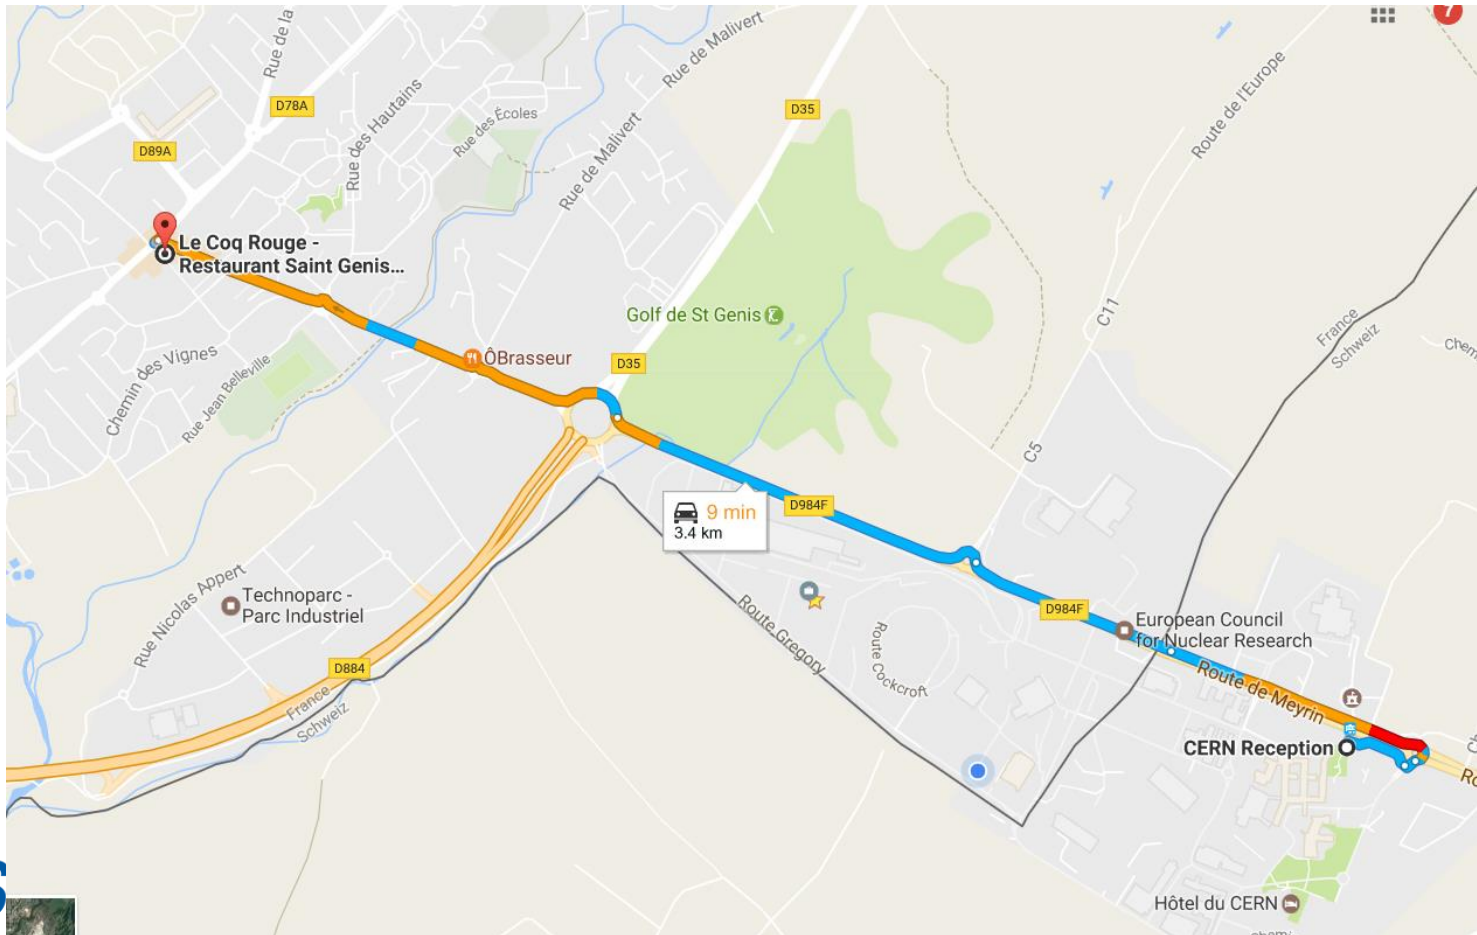 7
Rue de Malivert
Rue de la
D78A
D35
Rue des Hautains
Rue des Écoles
Route de l'Europe
D89A
Rue de Malivert
Le Coq Rouge -
Restaurant Saint Genis...
Golf de St Genis
C11
France
Schweiz
Chemin des Vignes
ÔBrasseur
D35
Rue Jean Belleville
C5
9 min
3.4 km
D984F
Rue Nicolas Appert
Technoparc -
Parc Industriel
Route Gregory
Route Cockcroft
D984F
European Council
for Nuclear Research
D884
France
Schweiz
Route de Meyrin
CERN Reception
Hôtel du CERN